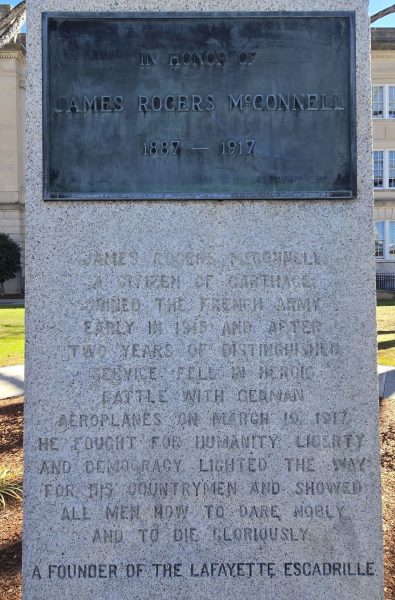 IN HONOR OF
JAMES ROGERS McCONNELL
1887 — 1917
JAMES ROGERS MCCONNELL
A CITIZEN OF CARTHAGE,
JOINED THE FRENCH ARMY
EARLY IN 1915 AND AFTER
TWO YEARS OF DISTINGUISHED
SERVICE FELL IN HEROIC
BATTLE WITH GERMAN
AEROPLANES ON MARCH 19, 1917.
HE FOUGHT FOR HUMANITY, LIBERTY
AND DEMOCRACY, LIGHTED THE WAY
FOR HIS COUNTRYMEN AND SHOWED
ALL MEN HOW TO DARE NOBLY
AND TO DIE GLORIOUSLY.
A FOUNDER OF THE LAFAYETTE ESCADRILLE